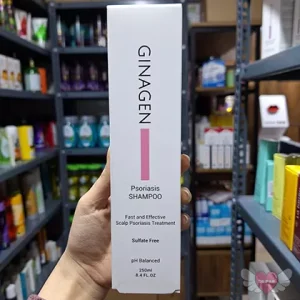 GINAGEN
Psoriasis
SHAMPOO
Fast and Effective
Scalp Psoriasis Treatment
Sulfate Free
pH Balanced
250ml
8.4 FL.OZ